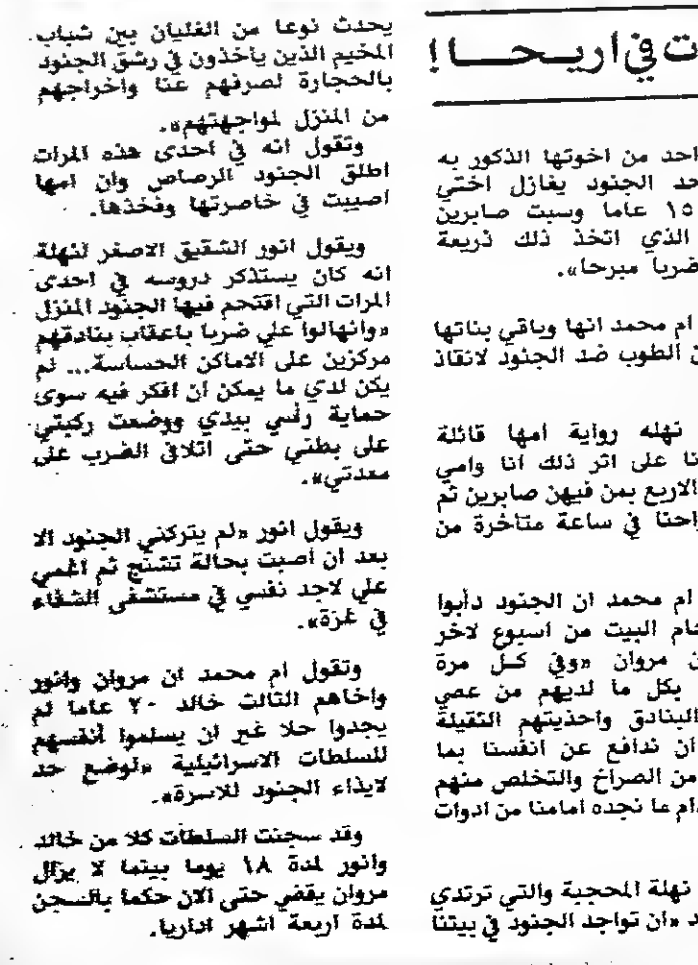 ت في اريحا!
احد من اخوتها الذكور به
حد الجنود يغازل اختي
١٥ عاما وسبت صابرين
الذي اتخذ ذلك ذريعة
ضربا مبرحا».
ام محمد انها وباقي بناتها
ن الطوب ضد الجنود لانقاذ
نهله رواية امها قائلة
نا على اثر ذلك انا وامي
الاربع بمن فيهن صابرين ثم
راحنا في ساعة متأخرة من
ام محمد ان الجنود دأبوا
حام البيت من اسبوع لاخر
ن مروان «وفي كل مرة
بكل ما لديهم من عصي
البنادق واحذيتهم الثقيلة
ان ندافع عن انفسنا بما
من الصراخ والتخلص منهم
دام ما نجده امامنا من ادوات
نهلة المحجبة والتي ترتدي
د «ان تواجد الجنود في بيتنا
يحدث نوعا من الغليان بين شباب
المخيم الذين ياخذون في رشق الجنود
بالحجارة لصرفهم عنا واخراجهم
من المنزل لمواجهتهم».
وتقول انه في احدى هذه المرات
اطلق الجنود الرصاص وان امها
اصيبت في خاصرتها وفخذها.
ويقول انور الشقيق الاصغر لنهلة
انه كان يستذكر دروسه في احدى
المرات التي اقتحم فيها الجنود المنزل
«وانهالوا علي ضربا باعقاب بنادقهم
مركزين على الاماكن الحساسة... لم
يكن لدي ما يمكن ان افكر فيه سوى
حماية رأسي بيدي ووضعت ركبتي
على بطني حتى اتلافى الضرب على
معدتي».
ويقول انور «لم يتركني الجنود الا
بعد ان اصبت بحالة تشنج ثم اغمي
علي لاجد نفسي في مستشفى الشفاء
في غزة».
وتقول ام محمد ان مروان وانور
واخاهم الثالث خالد ٢٠ عاما لم
يجدوا حلا غير ان يسلموا أنفسهم
للسلطات الاسرائيلية «لوضع حد
لايذاء الجنود للاسرة».
وقد سجنت السلطات كلا من خالد
وانور لمدة ١٨ يوما بينما لا يزال
مروان يقضي حتى الان حكما بالسجن
لمدة اربعة اشهر اداريا.